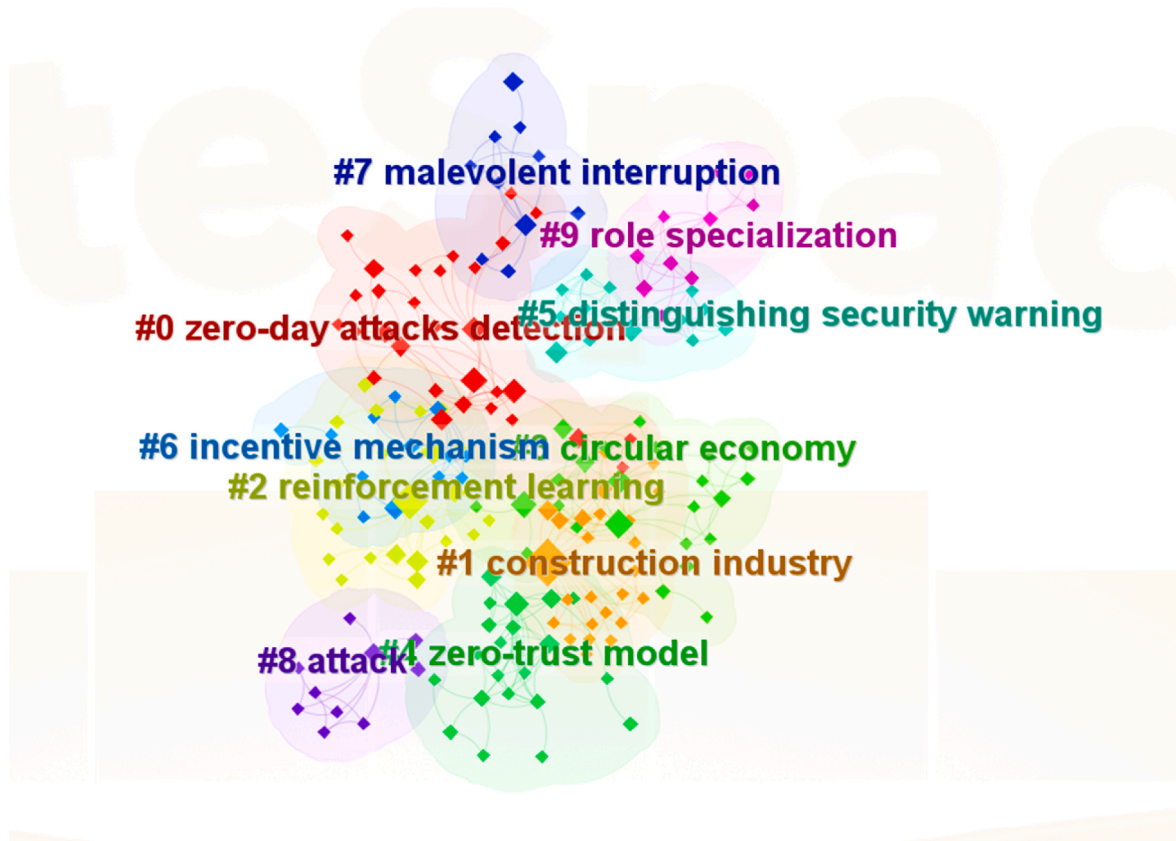 #7 malevolent interruption
#9 role specialization
#5 distinguishing security warning
#0 zero-day attacks detection
#6 incentive mechanism
#3 circular economy
#2 reinforcement learning
#1 construction industry
#4 zero-trust model
#8 attack